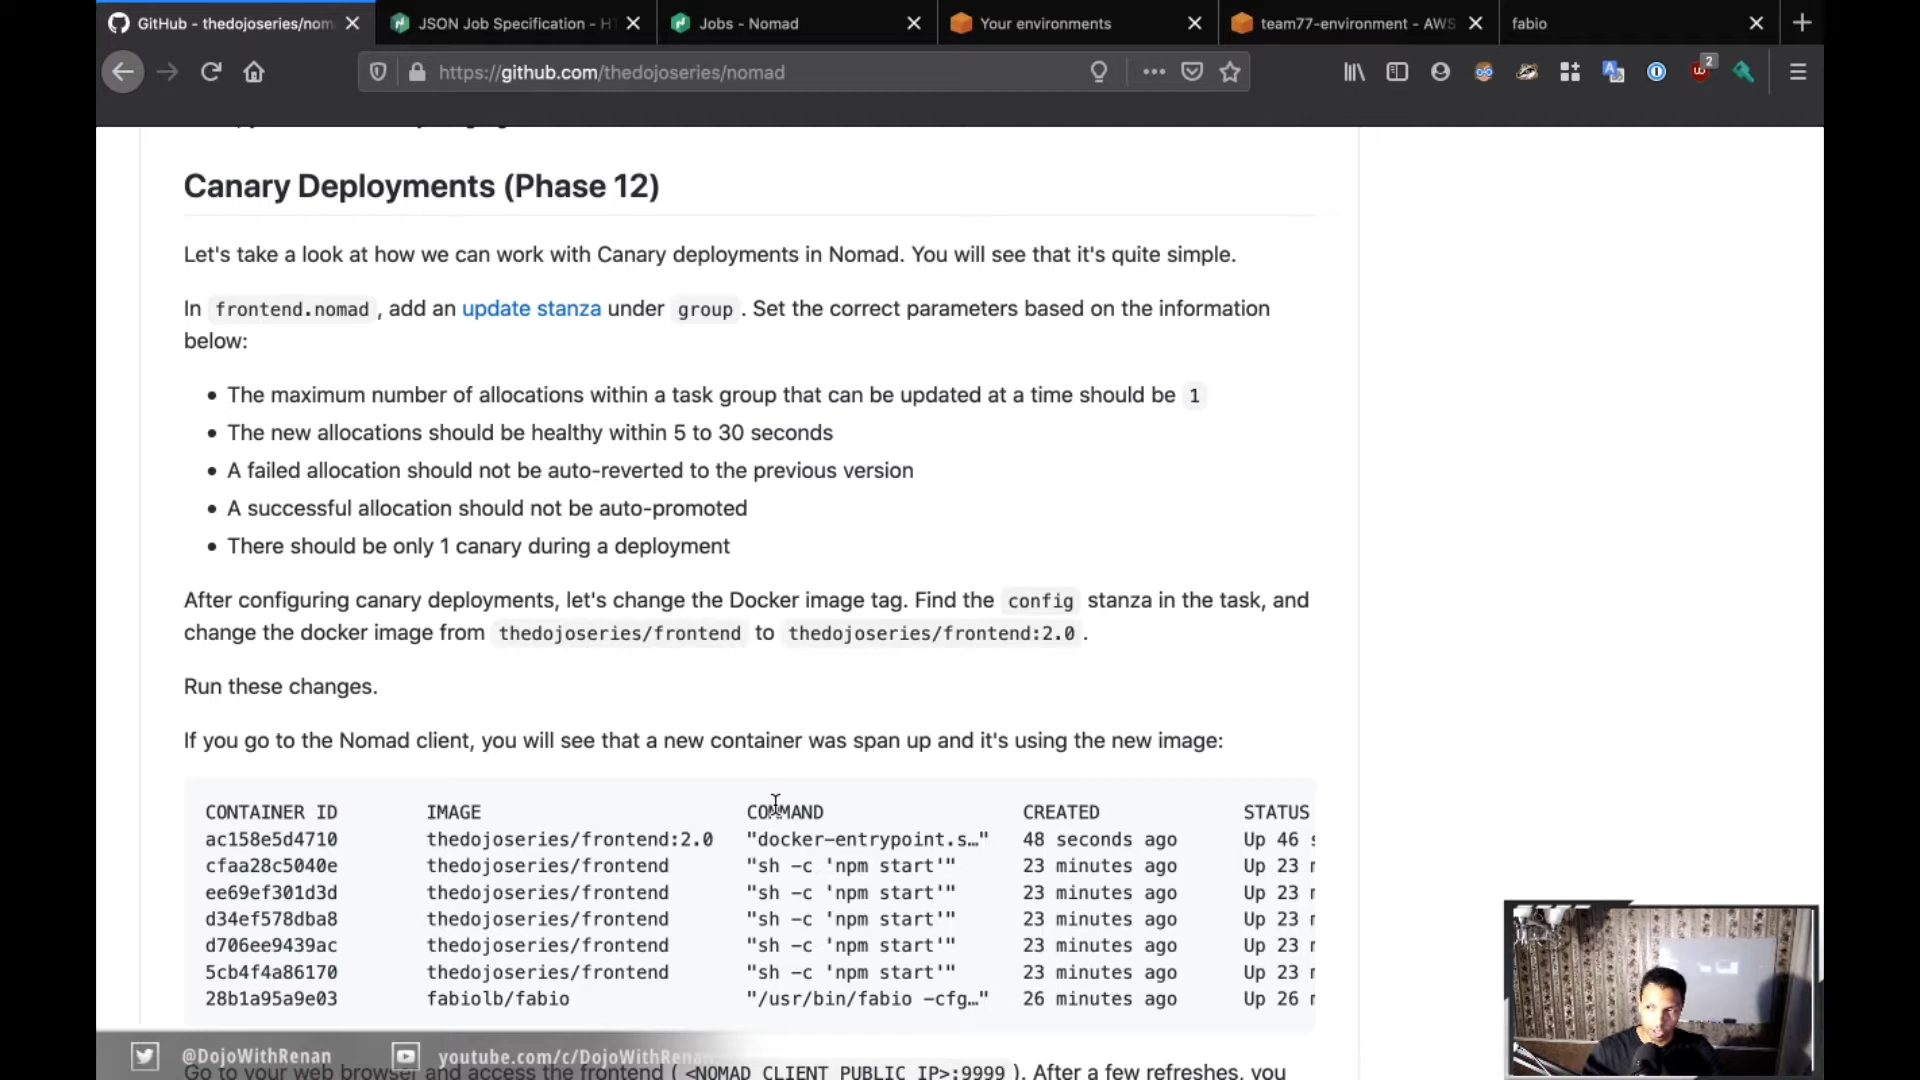 GitHub - thedojoseries/nom
JSON Job Specification - H
Jobs - Nomad
Your environments
team77-environment - AWS
fabio
https://github.com/thedojoseries/nomad
2
Canary Deployments (Phase 12)
Let's take a look at how we can work with Canary deployments in Nomad. You will see that it's quite simple.
In frontend.nomad , add an update stanza under group . Set the correct parameters based on the information
below:
• The maximum number of allocations within a task group that can be updated at a time should be 1
• The new allocations should be healthy within 5 to 30 seconds
• A failed allocation should not be auto-reverted to the previous version
• A successful allocation should not be auto-promoted
• There should be only 1 canary during a deployment
After configuring canary deployments, let's change the Docker image tag. Find the config stanza in the task, and
change the docker image from thedojoseries/frontend to thedojoseries/frontend:2.0 .
Run these changes.
If you go to the Nomad client, you will see that a new container was span up and it's using the new image:
CONTAINER ID IMAGE COMMAND CREATED STATUS
ac158e5d4710 thedojoseries/frontend:2.0 "docker-entrypoint.s…" 48 seconds ago Up 46 s
cfaa28c5040e thedojoseries/frontend "sh -c 'npm start'" 23 minutes ago Up 23 m
ee69ef301d3d thedojoseries/frontend "sh -c 'npm start'" 23 minutes ago Up 23 m
d34ef578dba8 thedojoseries/frontend "sh -c 'npm start'" 23 minutes ago Up 23 m
d706ee9439ac thedojoseries/frontend "sh -c 'npm start'" 23 minutes ago Up 23 m
5cb4f4a86170 thedojoseries/frontend "sh -c 'npm start'" 23 minutes ago Up 23 m
28b1a95a9e03 fabiolb/fabio "/usr/bin/fabio -cfg…" 26 minutes ago Up 26 m
@DojoWithRenan youtube.com/c/DojoWithRenan
Go to your web browser and access the frontend ( <NOMAD_CLIENT_PUBLIC_IP>:9999 ). After a few refreshes, you